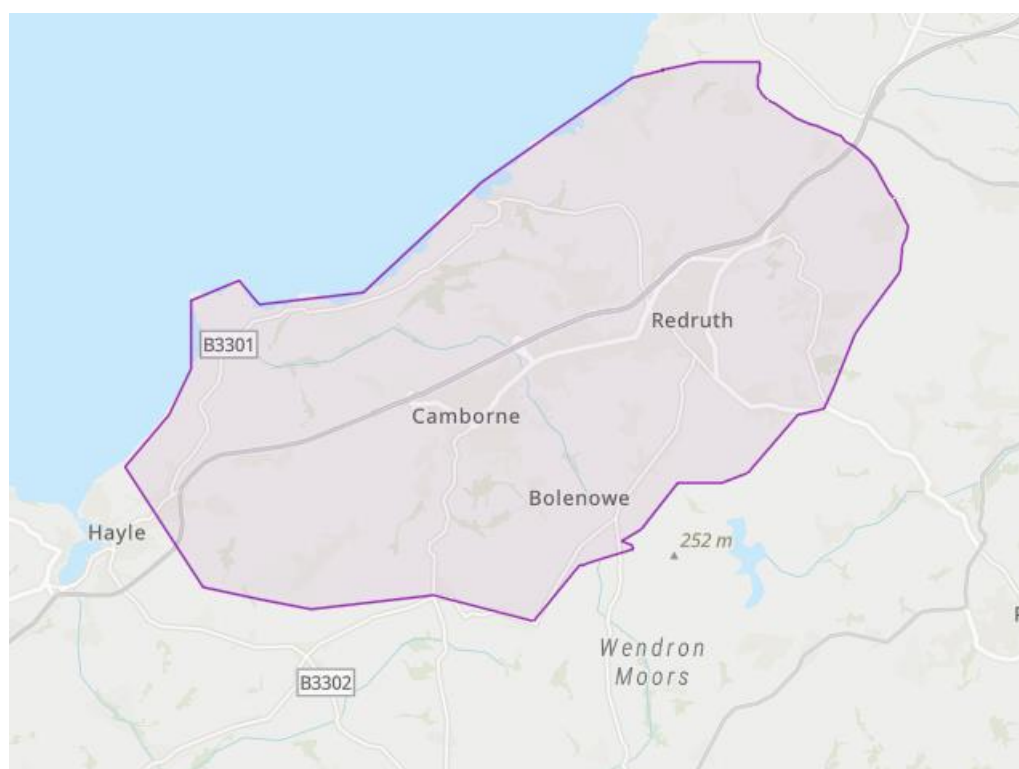 Redruth
B3301
Camborne
Bolenowe
Hayle
252 m
Wendron
Moors
B3302